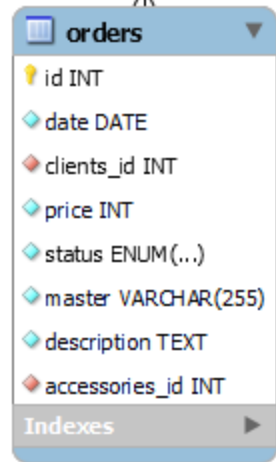 orders
id INT
date DATE
clients_id INT
price INT
status ENUM(...)
master VARCHAR(255)
description TEXT
accessories_id INT
Indexes